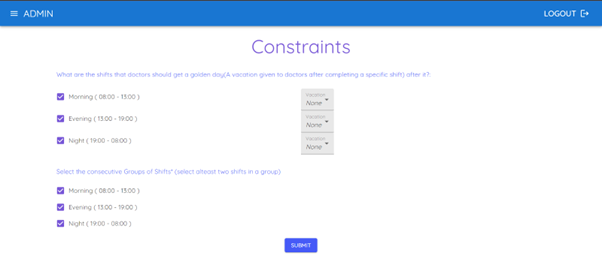 ADMIN
LOGOUT
Constraints
What are the shifts that doctors should get a golden day(A vacation given to doctors after completing a specific shift) after it?:
Morning ( 08:00 - 13:00 )
Vacation
None
Evening ( 13:00 - 19:00 )
Vacation
None
Night ( 19:00 - 08:00 )
Vacation
None
Select the consecutive Groups of Shifts* (select alteast two shifts in a group)
Morning ( 08:00 - 13:00 )
Evening ( 13:00 - 19:00 )
Night ( 19:00 - 08:00 )
SUBMIT